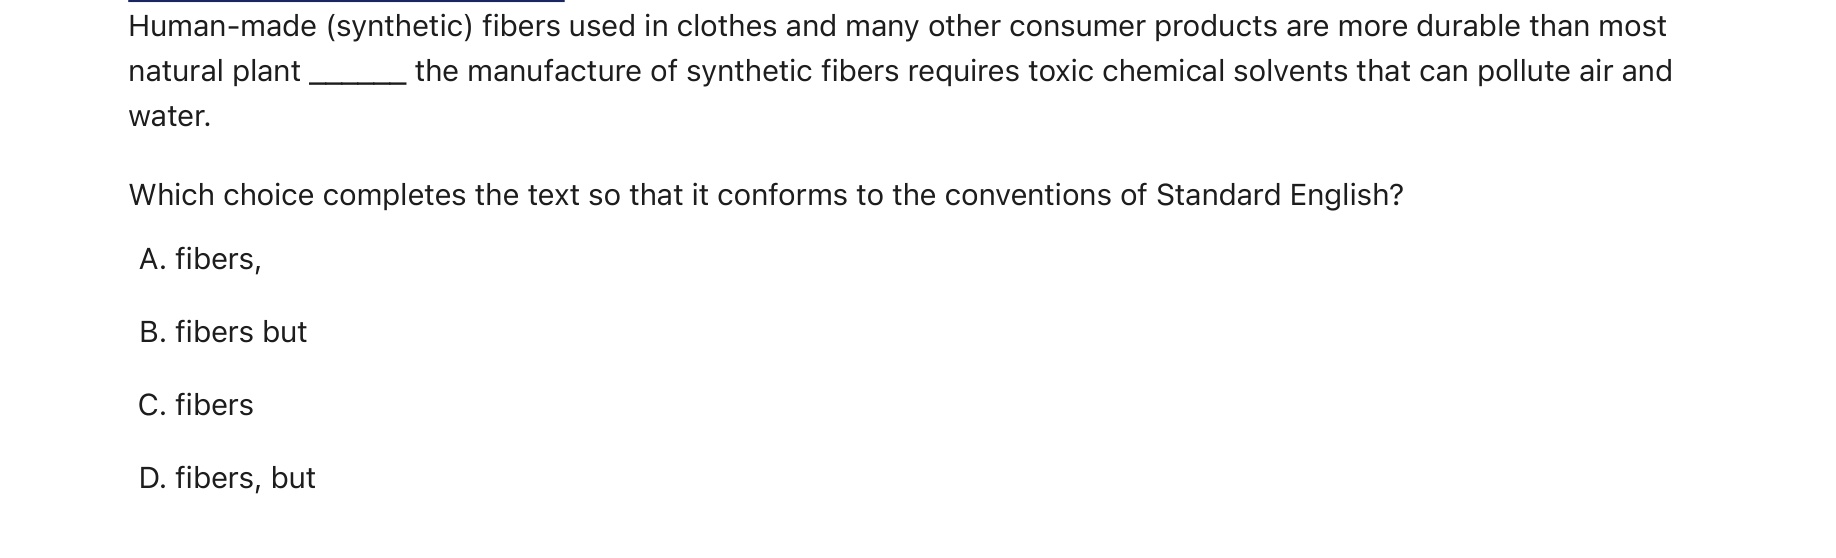 Human-made (synthetic) fibers used in clothes and many other consumer products are more durable than most
natural plant ______ the manufacture of synthetic fibers requires toxic chemical solvents that can pollute air and
water.
Which choice completes the text so that it conforms to the conventions of Standard English?
A. fibers,
B. fibers but
C. fibers
D. fibers, but